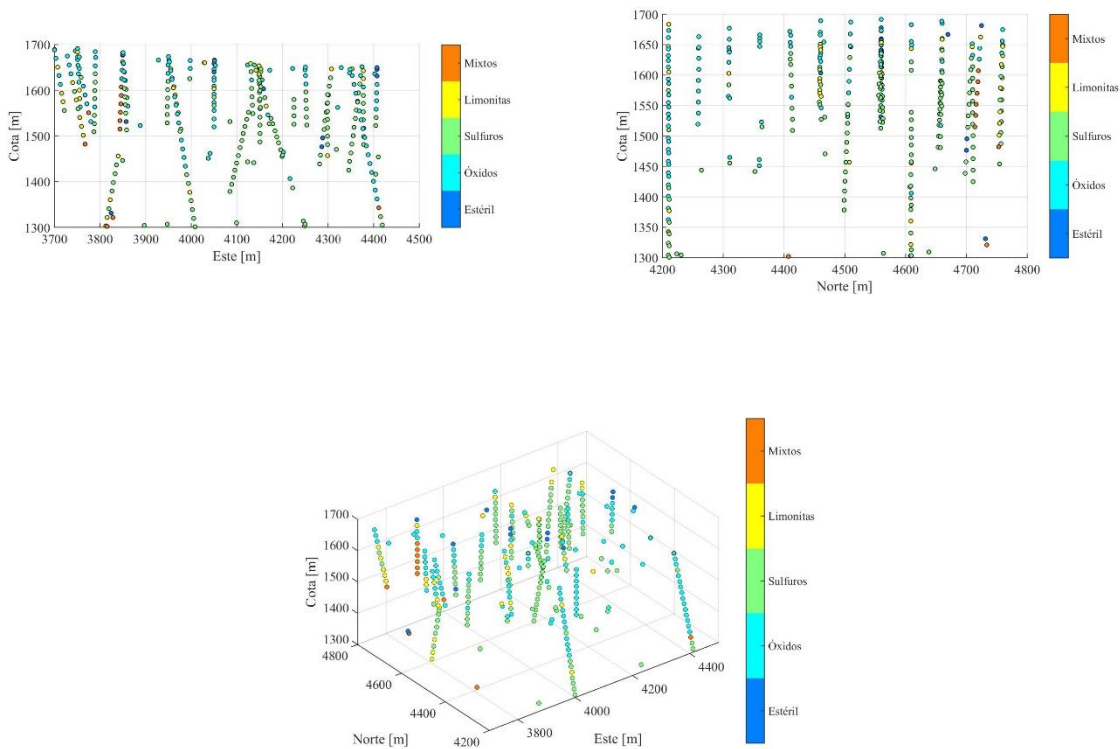 1700
1600
1500
1400
1300
Cota [m]
3700 3800 3900 4000 4100 4200 4300 4400 4500
Este [m]
Mixtos
Limonitas
Sulfuros
Óxidos
Estéril
1700
1650
1600
1550
1500
1450
1400
1350
1300
Cota [m]
4200 4300 4400 4500 4600 4700 4800
Norte [m]
Mixtos
Limonitas
Sulfuros
Óxidos
Estéril
1700
1600
1500
1400
1300
Cota [m]
4800
4600
4400
4200
Norte [m]
3800
4000
4200
4400
Este [m]
Mixtos
Limonitas
Sulfuros
Óxidos
Estéril